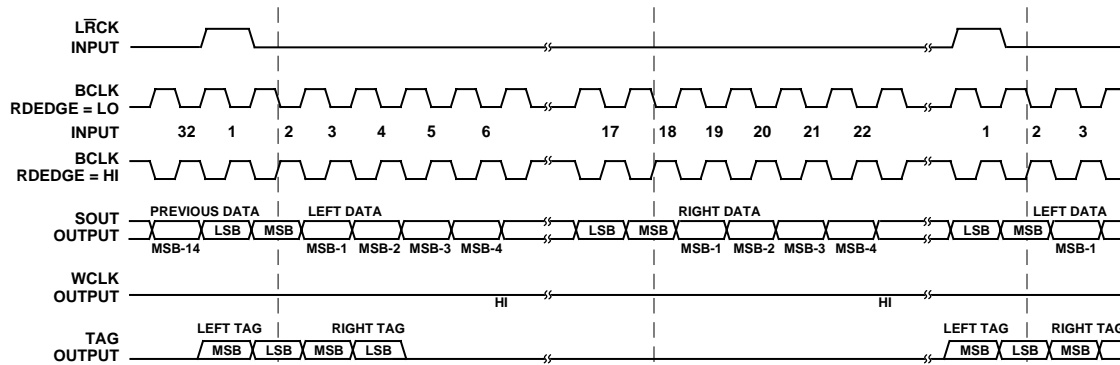 LRCK
INPUT
BCLK
RDEDGE = LO
INPUT 32 1 2 3 4 5 6 17 18 19 20 21 22 1 2 3
BCLK
RDEDGE = HI
PREVIOUS DATA LEFT DATA RIGHT DATA LEFT DATA
SOUT
OUTPUT LSB MSB LSB MSB LSB MSB
MSB-14 MSB-1 MSB-2 MSB-3 MSB-4 MSB-1 MSB-2 MSB-3 MSB-4 MSB-1
WCLK
OUTPUT
HI HI
LEFT TAG RIGHT TAG LEFT TAG RIGHT TAG
TAG
OUTPUT MSB LSB MSB LSB MSB LSB MSB